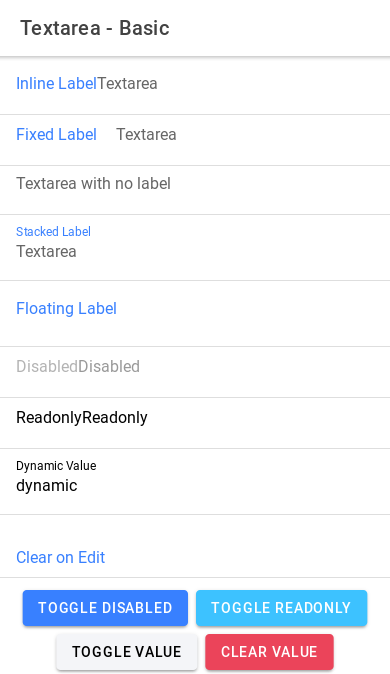 Textarea - Basic
Inline LabelTextarea
Fixed Label Textarea
Textarea with no label
Stacked Label
Textarea
Floating Label
DisabledDisabled
ReadonlyReadonly
Dynamic Value
dynamic
Clear on Edit
TOGGLE DISABLED TOGGLE READONLY
TOGGLE VALUE CLEAR VALUE